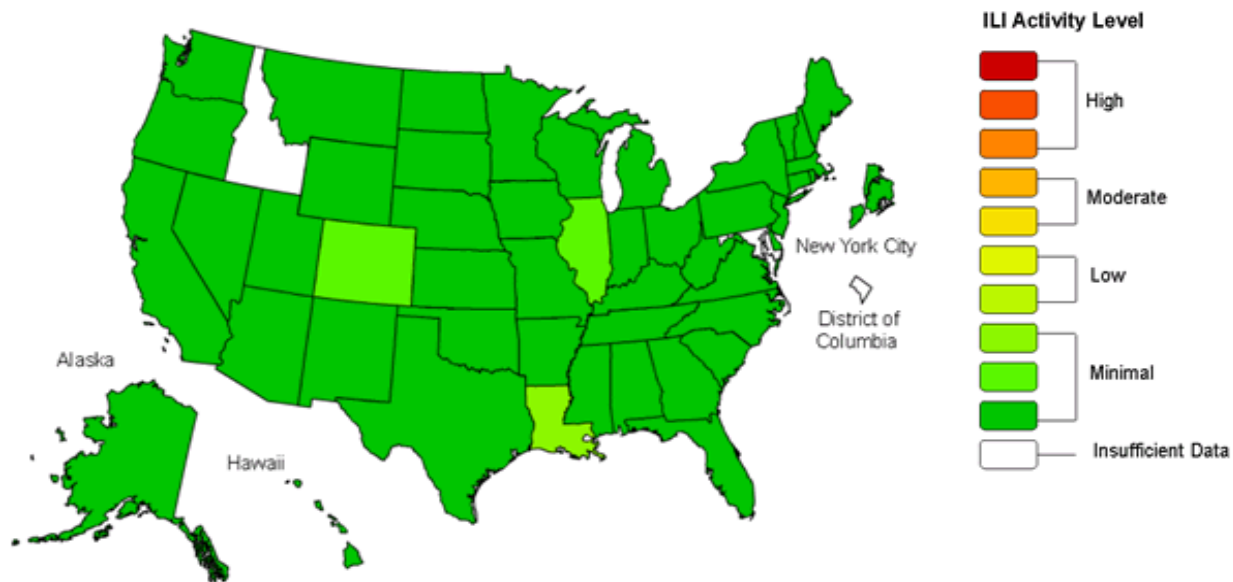 ILI Activity Level
High
Moderate
New York City
Low
District of
Columbia
Alaska
Minimal
Insufficient Data
Hawaii